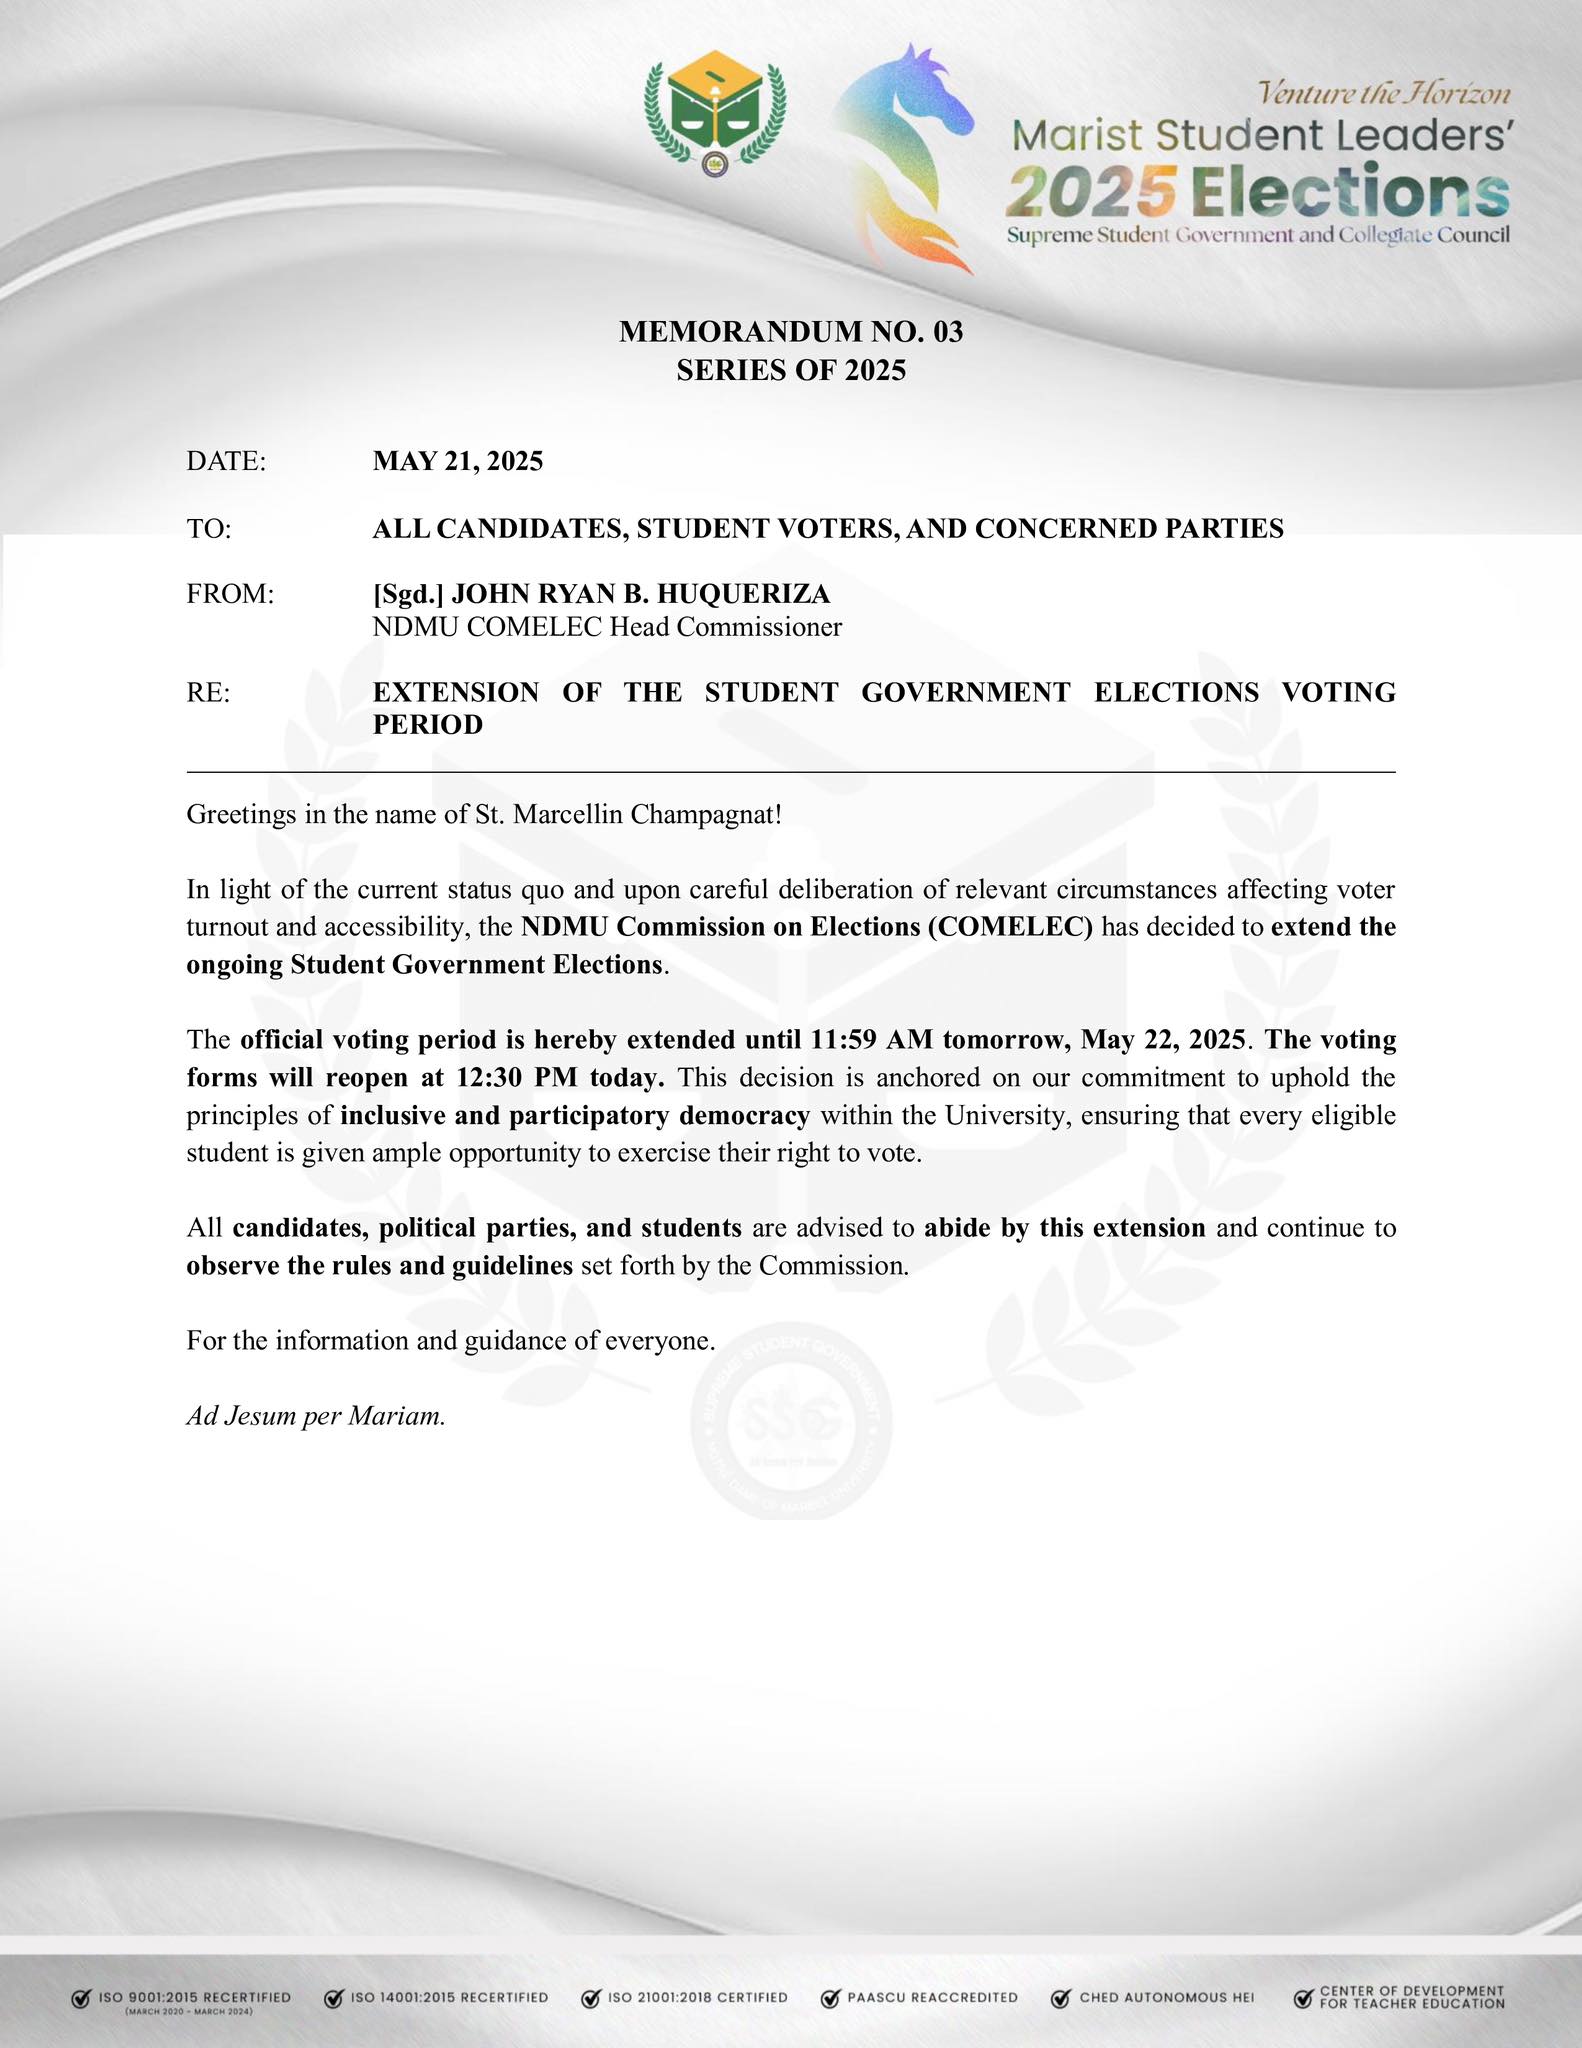 Venture the Horizon
Marist Student Leaders'
2025 Elections
Supreme Student Government and Collegiate Council
MEMORANDUM NO. 03
SERIES OF 2025
DATE: MAY 21, 2025
TO: ALL CANDIDATES, STUDENT VOTERS, AND CONCERNED PARTIES
FROM: [Sgd.] JOHN RYAN B. HUQUERIZA
NDMU COMELEC Head Commissioner
RE: EXTENSION OF THE STUDENT GOVERNMENT ELECTIONS VOTING
PERIOD
Greetings in the name of St. Marcellin Champagnat!
In light of the current status quo and upon careful deliberation of relevant circumstances affecting voter
turnout and accessibility, the NDMU Commission on Elections (COMELEC) has decided to extend the
ongoing Student Government Elections.
The official voting period is hereby extended until 11:59 AM tomorrow, May 22, 2025. The voting
forms will reopen at 12:30 PM today. This decision is anchored on our commitment to uphold the
principles of inclusive and participatory democracy within the University, ensuring that every eligible
student is given ample opportunity to exercise their right to vote.
All candidates, political parties, and students are advised to abide by this extension and continue to
observe the rules and guidelines set forth by the Commission.
For the information and guidance of everyone.
Ad Jesum per Mariam.
SUPREME STUDENT GOVERNMENT
SSG
NOTRE DAME OF MARBEL UNIVERSITY
ISO 9001:2015 RECERTIFIED
(MARCH 2020 - MARCH 2024)
ISO 14001:2015 RECERTIFIED
ISO 21001:2018 CERTIFIED
PAASCU REACCREDITED
CHED AUTONOMOUS HEI
CENTER OF DEVELOPMENT
FOR TEACHER EDUCATION